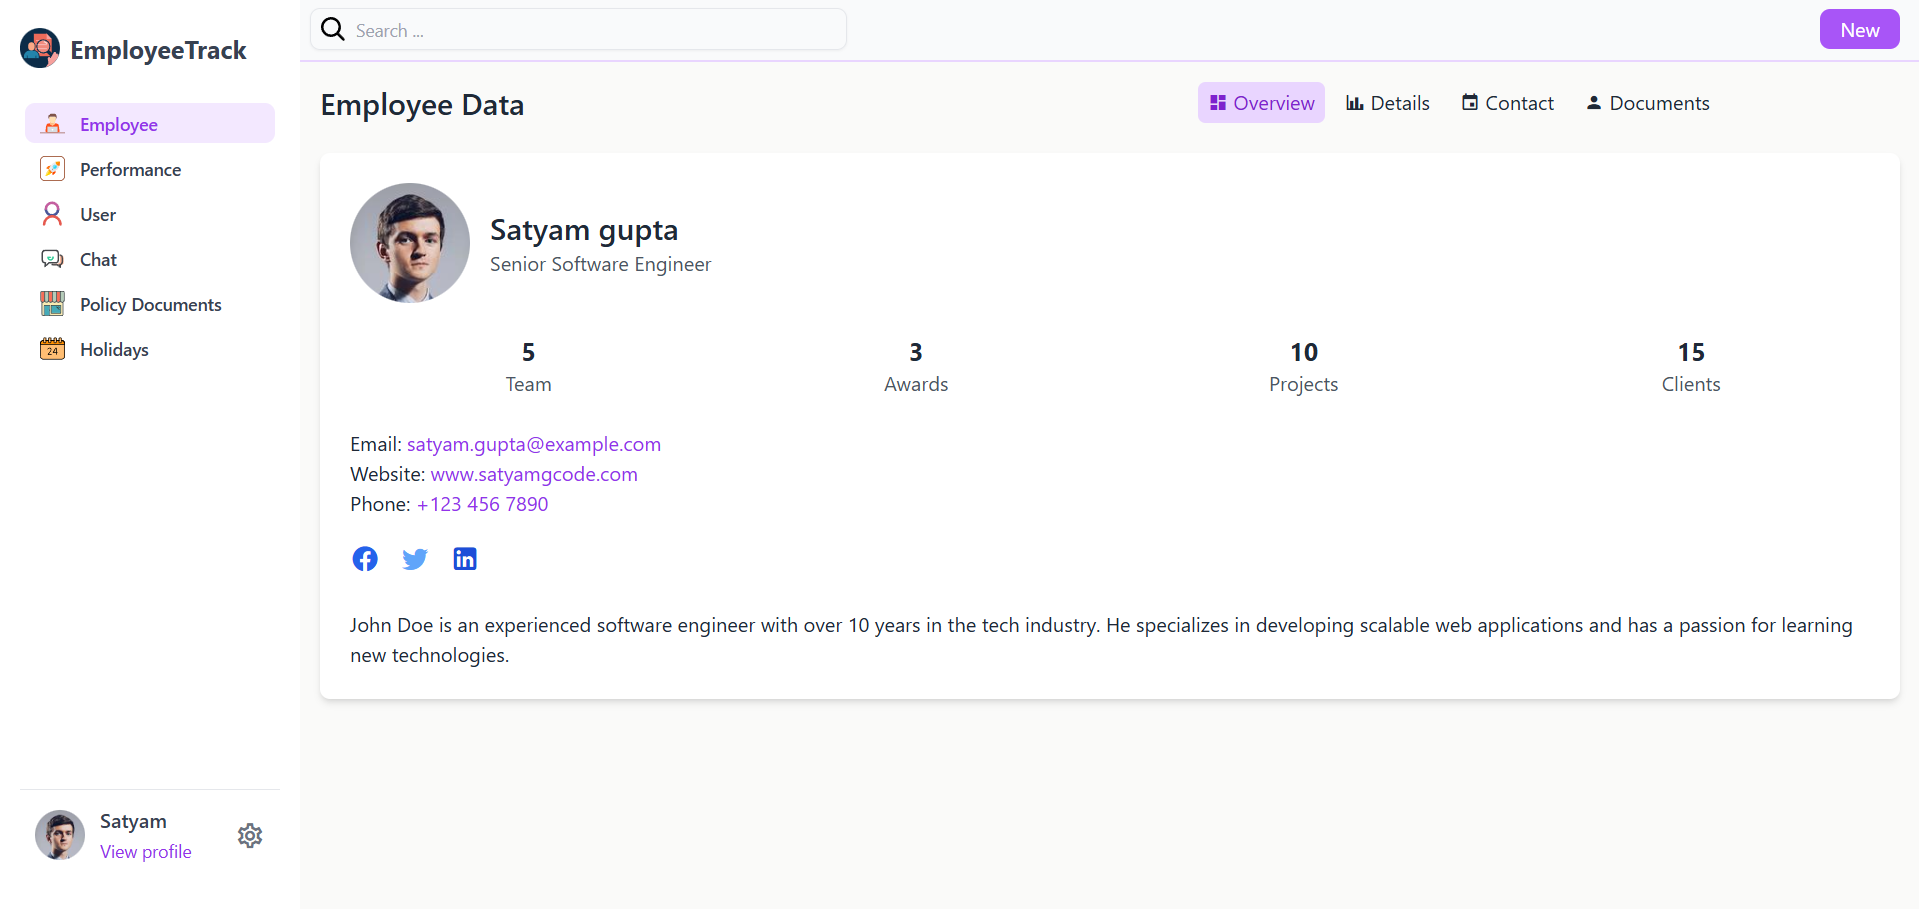 EmployeeTrack
Employee
Performance
User
Chat
Policy Documents
24
Holidays
Satyam
View profile
Search ...
New
Employee Data
Overview
Details
Contact
Documents
Satyam gupta
Senior Software Engineer
5
Team
3
Awards
10
Projects
15
Clients
Email: satyam.gupta@example.com
Website: www.satyamgcode.com
Phone: +123 456 7890
John Doe is an experienced software engineer with over 10 years in the tech industry. He specializes in developing scalable web applications and has a passion for learning
new technologies.